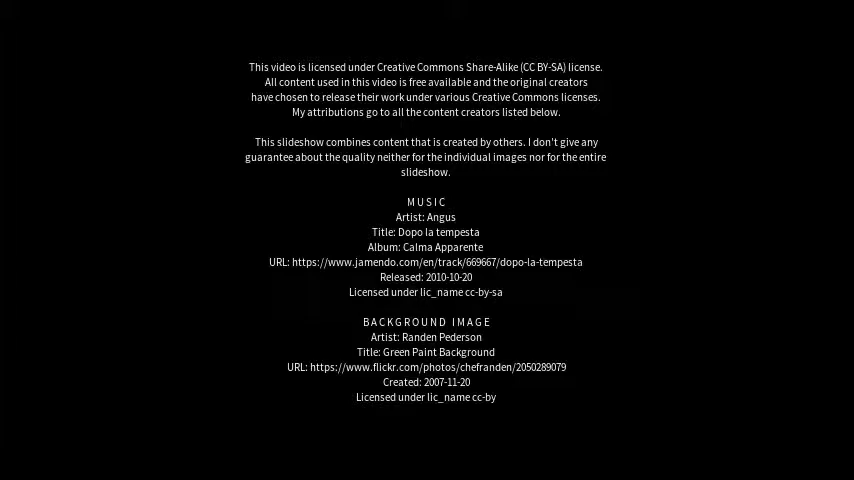 This video is licensed under Creative Commons Share-Alike (CC BY-SA) license.
All content used in this video is free available and the original creators
have chosen to release their work under various Creative Commons licenses.
My attributions go to all the content creators listed below.
This slideshow combines content that is created by others. I don't give any
guarantee about the quality neither for the individual images nor for the entire
slideshow.
MUSIC
Artist: Angus
Title: Dopo la tempesta
Album: Calma Apparente
URL: https://www.jamendo.com/en/track/669667/dopo-la-tempesta
Released: 2010-10-20
Licensed under lic_name cc-by-sa
BACKGROUND IMAGE
Artist: Randen Pederson
Title: Green Paint Background
URL: https://www.flickr.com/photos/chefranden/2050289079
Created: 2007-11-20
Licensed under lic_name cc-by